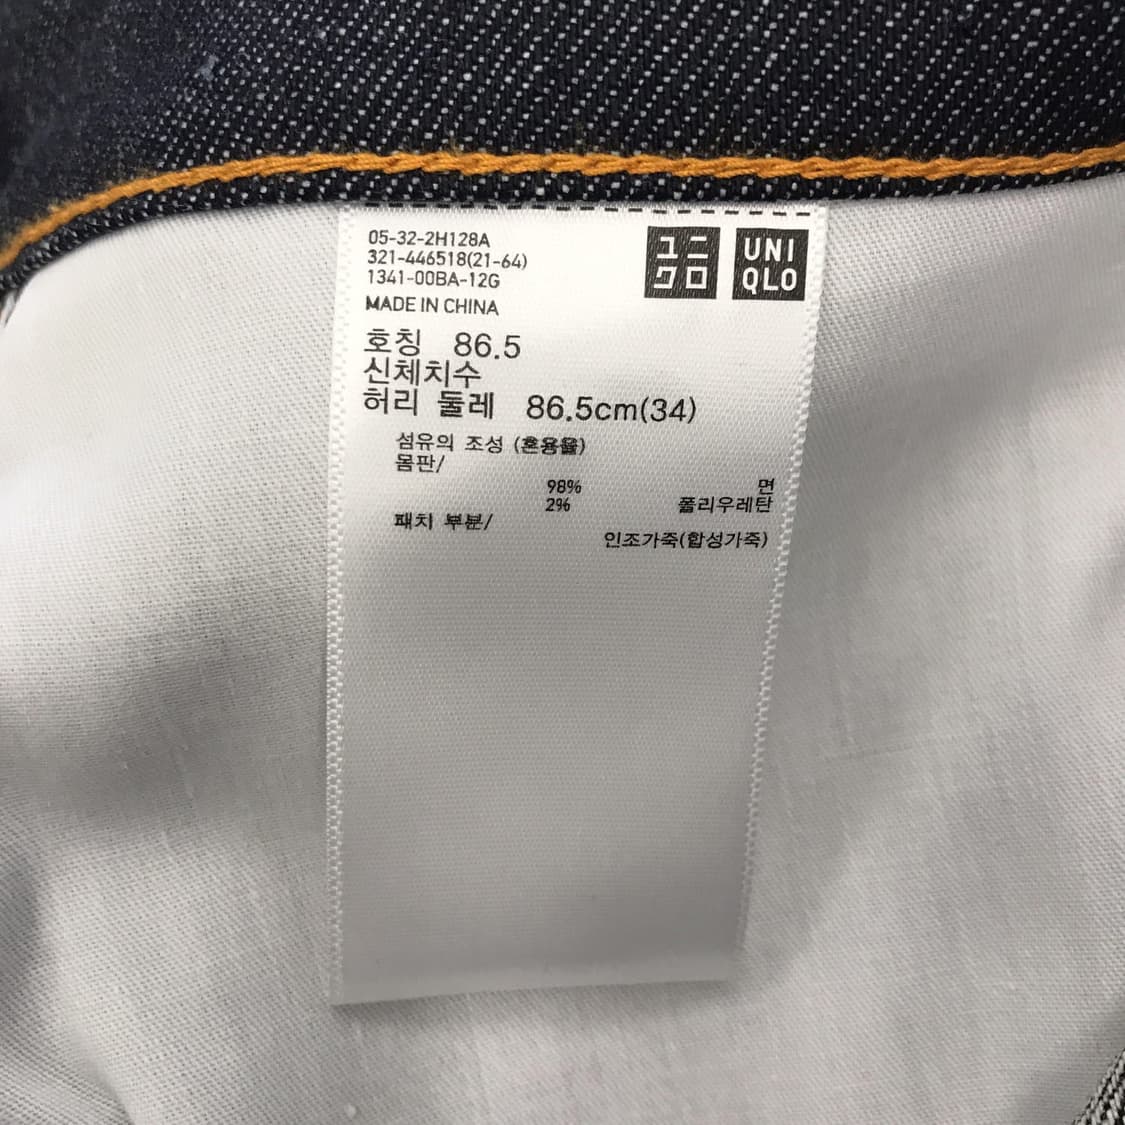 05-32-2H128A
321-446518(21-64)
1341-00BA-12G
MADE IN CHINA
ユニ
クロ
UNI
QLO
호칭 86.5
신체치수
허리 둘레 86.5cm(34)
섬유의 조성 (혼용율)
몸판/
98% 면
2% 폴리우레탄
패치 부분/
인조가죽(합성가죽)